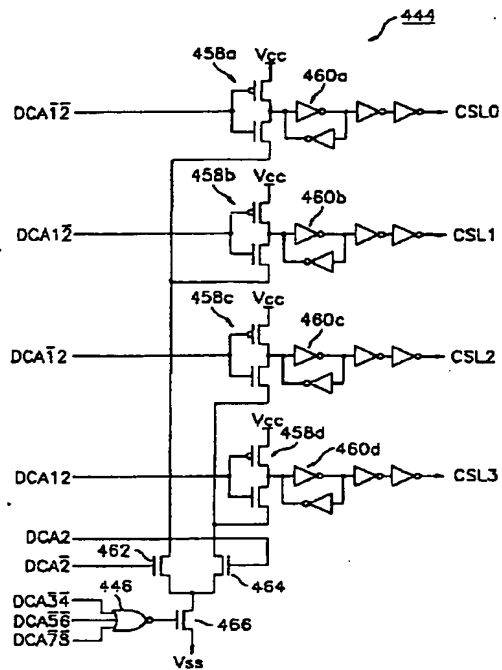 444
458a
Vcc
460a
DCA1̅2̅
CSL0
458b
Vcc
460b
DCA12̅
CSL1
458c
Vcc
460c
DCA1̅2
CSL2
Vcc
458d
460d
DCA12
CSL3
DCA2
462
DCA2̅
464
446
DCA3̅4̅
DCA5̅6̅
466
DCA7̅8̅
Vss